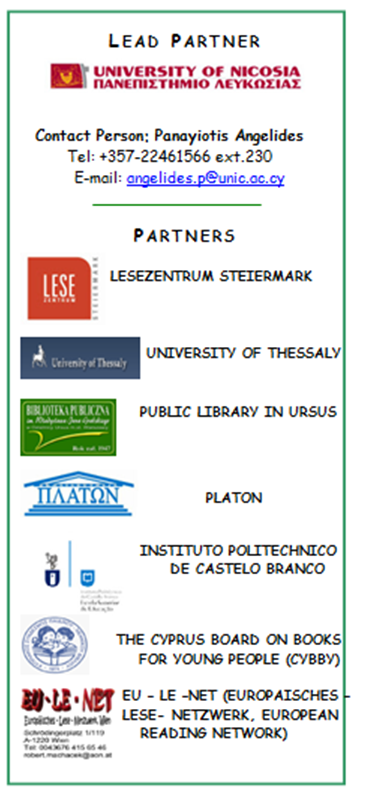 LEAD PARTNER
UNIVERSITY OF NICOSIA
ΠΑΝΕΠΙΣΤΗΜΙΟ ΛΕΥΚΩΣΙΑΣ
Contact Person: Panayiotis Angelides
Tel: +357-22461566 ext.230
E-mail: angelides.p@unic.ac.cy
PARTNERS
LESE
ZENTRUM
STEIERMARK
LESEZENTRUM STEIERMARK
University of Thessaly
UNIVERSITY OF THESSALY
BIBLIOTEKA PUBLICZNA
Rok zał. 1947
PUBLIC LIBRARY IN URSUS
ΠΛΑΤΩΝ
PLATON
INSTITUTO POLITECHNICO
DE CASTELO BRANCO
THE CYPRUS BOARD ON BOOKS
FOR YOUNG PEOPLE (CYBBY)
EU·LE·NET
Europäisches-Lese-Netzwerk Wien
Schrödingerplatz 1/119
A-1220 Wien
Tel: 0043676 415 65 46
robert.machacek@aon.at
EU – LE –NET (EUROPAISCHES –
LESE- NETZWERK, EUROPEAN
READING NETWORK)